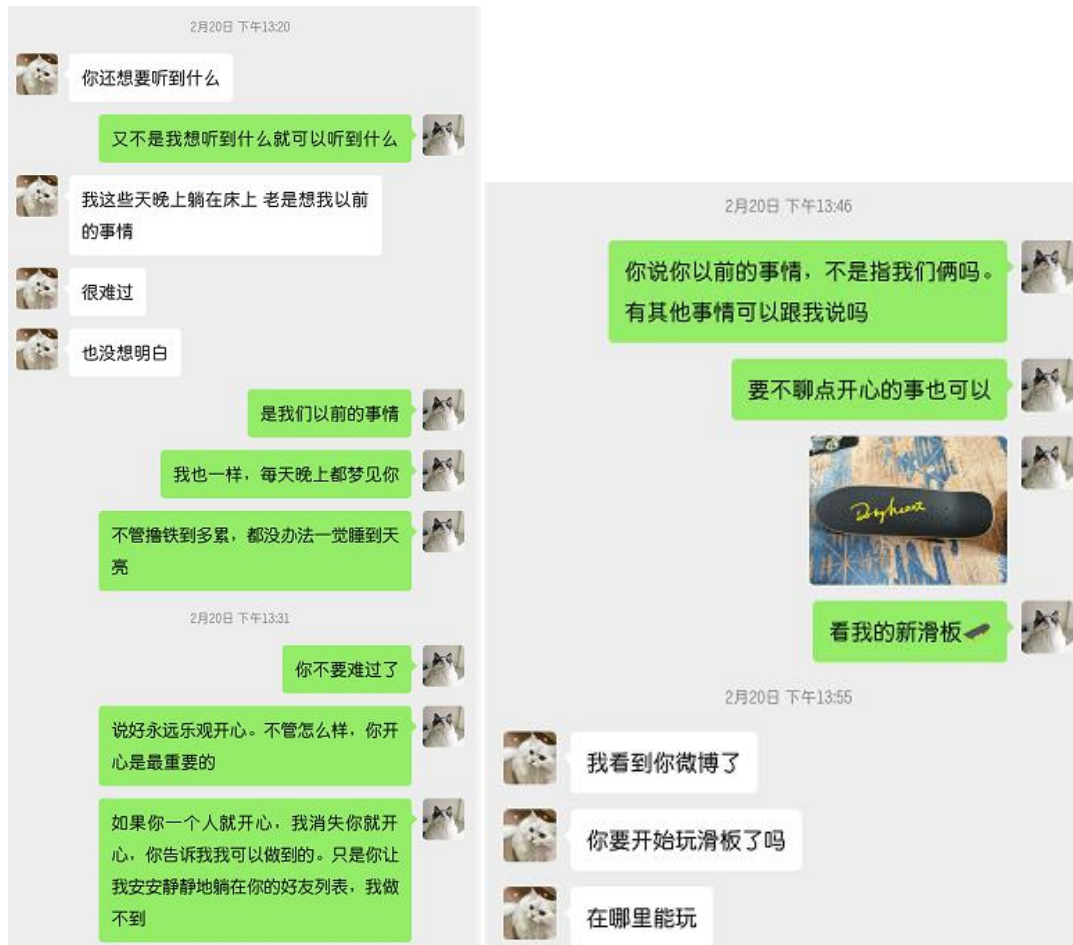 2月20日 下午13:20
你还想要听到什么
又不是我想听到什么就可以听到什么
我这些天晚上躺在床上 老是想我以前
的事情
很难过
也没想明白
是我们以前的事情
我也一样，每天晚上都梦见你
不管撸铁到多累，都没办法一觉睡到天
亮
2月20日 下午13:31
你不要难过了
说好永远乐观开心。不管怎么样，你开
心是最重要的
如果你一个人就开心，我消失你就开
心，你告诉我我可以做到的。只是你让
我安安静静地躺在你的好友列表，我做
不到
2月20日 下午13:46
你说你以前的事情，不是指我们俩吗。
有其他事情可以跟我说吗
要不聊点开心的事也可以
看我的新滑板
2月20日 下午13:55
我看到你微博了
你要开始玩滑板了吗
在哪里能玩